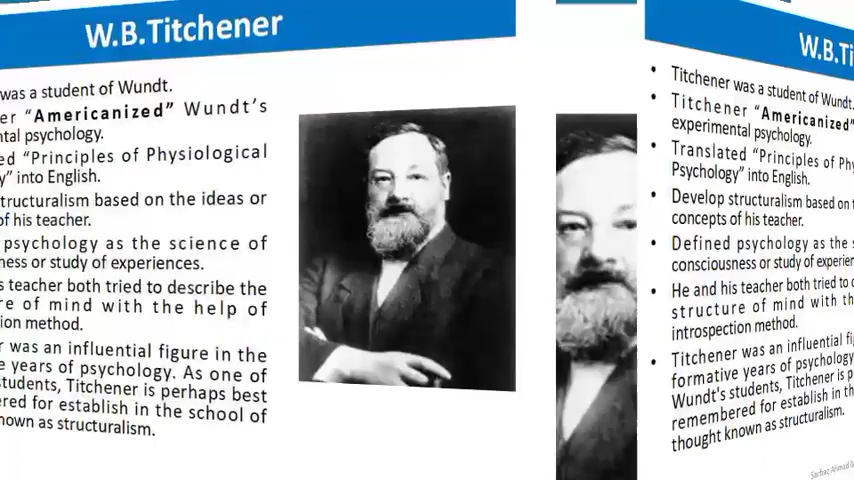 W.B.Titchener
was a student of Wundt.
er “Americanized” Wundt’s
ntal psychology.
ed “Principles of Physiological
y” into English.
tructuralism based on the ideas or
of his teacher.
psychology as the science of
ness or study of experiences.
s teacher both tried to describe the
re of mind with the help of
ion method.
r was an influential figure in the
e years of psychology. As one of
students, Titchener is perhaps best
ered for establish in the school of
nown as structuralism.
W.B.Ti
• Titchener was a student of Wundt.
• Titchener “Americanized”
experimental psychology.
• Translated “Principles of Phy
Psychology” into English.
• Develop structuralism based on t
concepts of his teacher.
• Defined psychology as the s
consciousness or study of experien
• He and his teacher both tried to d
structure of mind with th
introspection method.
• Titchener was an influential fi
formative years of psychology
Wundt's students, Titchener is p
remembered for establish in th
thought known as structuralism.
Sarfraz Ahmad